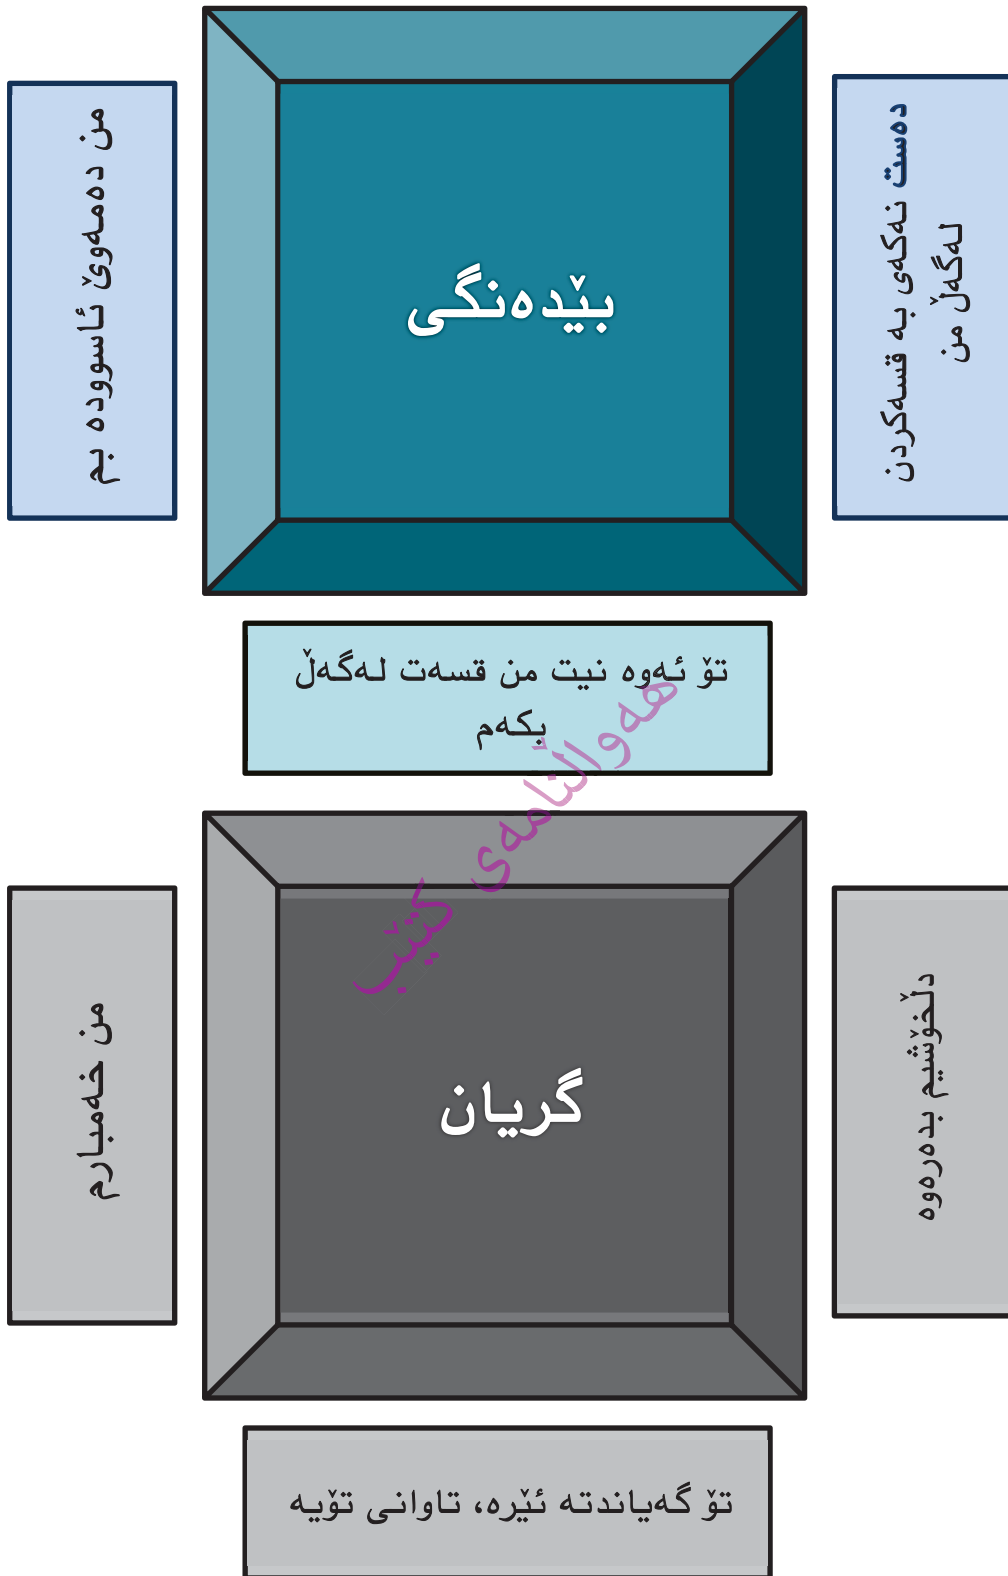 دەست نەکەی بە قسەکردن
لەگەڵ من
بێدەنگی
من دەمەوێ ئاسوودە بم
تۆ ئەوە نیت من قسەت لەگەڵ
بکەم
هەواڵنامەی کتێب
دڵخۆشیم بدەرەوە
گریان
من خەمبارم
تۆ گەیاندتە ئێرە، تاوانی تۆیە